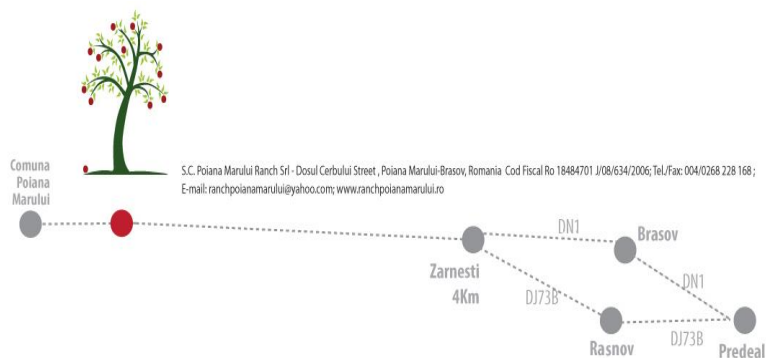 S.C. Poiana Marului Ranch Srl - Dosul Cerbului Street , Poiana Marului-Brasov, Romania Cod Fiscal Ro 18484701 J/08/634/2006; Tel./Fax: 004/0268 228 168 ;
E-mail: ranchpoianamarului@yahoo.com; www.ranchpoianamarului.ro
Comuna
Poiana
Marului
DN1
Brasov
Zarnesti
4Km
DJ73B
DN1
Rasnov
DJ73B
Predeal